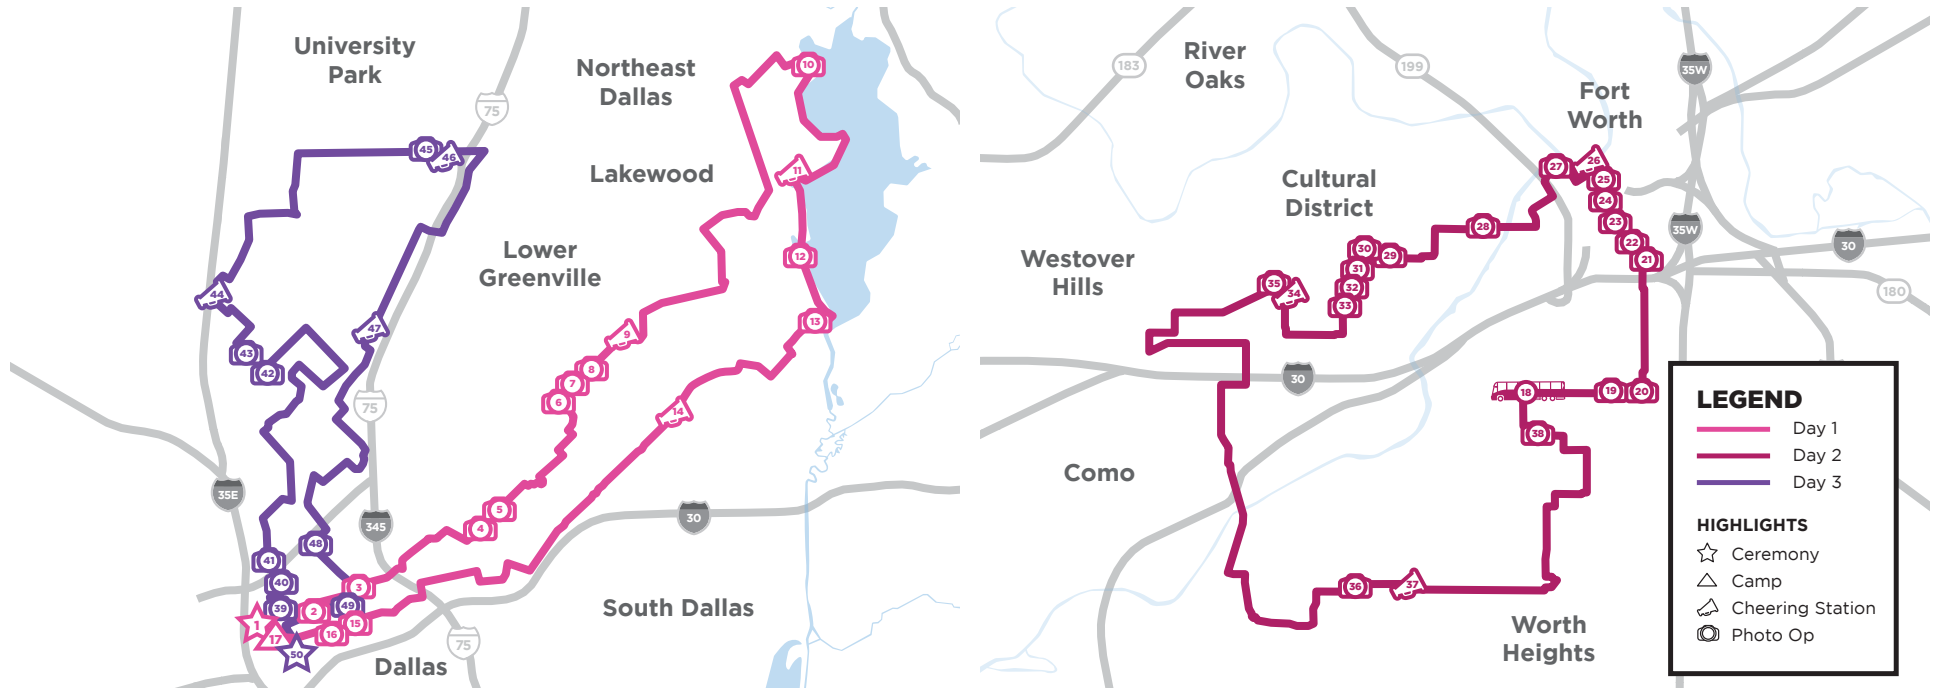 University
Park
Northeast
Dallas
Lakewood
Lower
Greenville
South Dallas
Dallas
75
75
345
35E
30
75
1
2
3
4
5
6
7
8
9
10
11
12
13
14
15
16
17
39
40
41
42
43
44
45
46
47
48
49
50
River
Oaks
Fort
Worth
Cultural
District
Westover
Hills
Como
Worth
Heights
183
199
35W
35W
30
180
30
18
19
20
21
22
23
24
25
26
27
28
29
30
31
32
33
34
35
36
37
38
LEGEND
Day 1
Day 2
Day 3
HIGHLIGHTS
Ceremony
Camp
Cheering Station
Photo Op